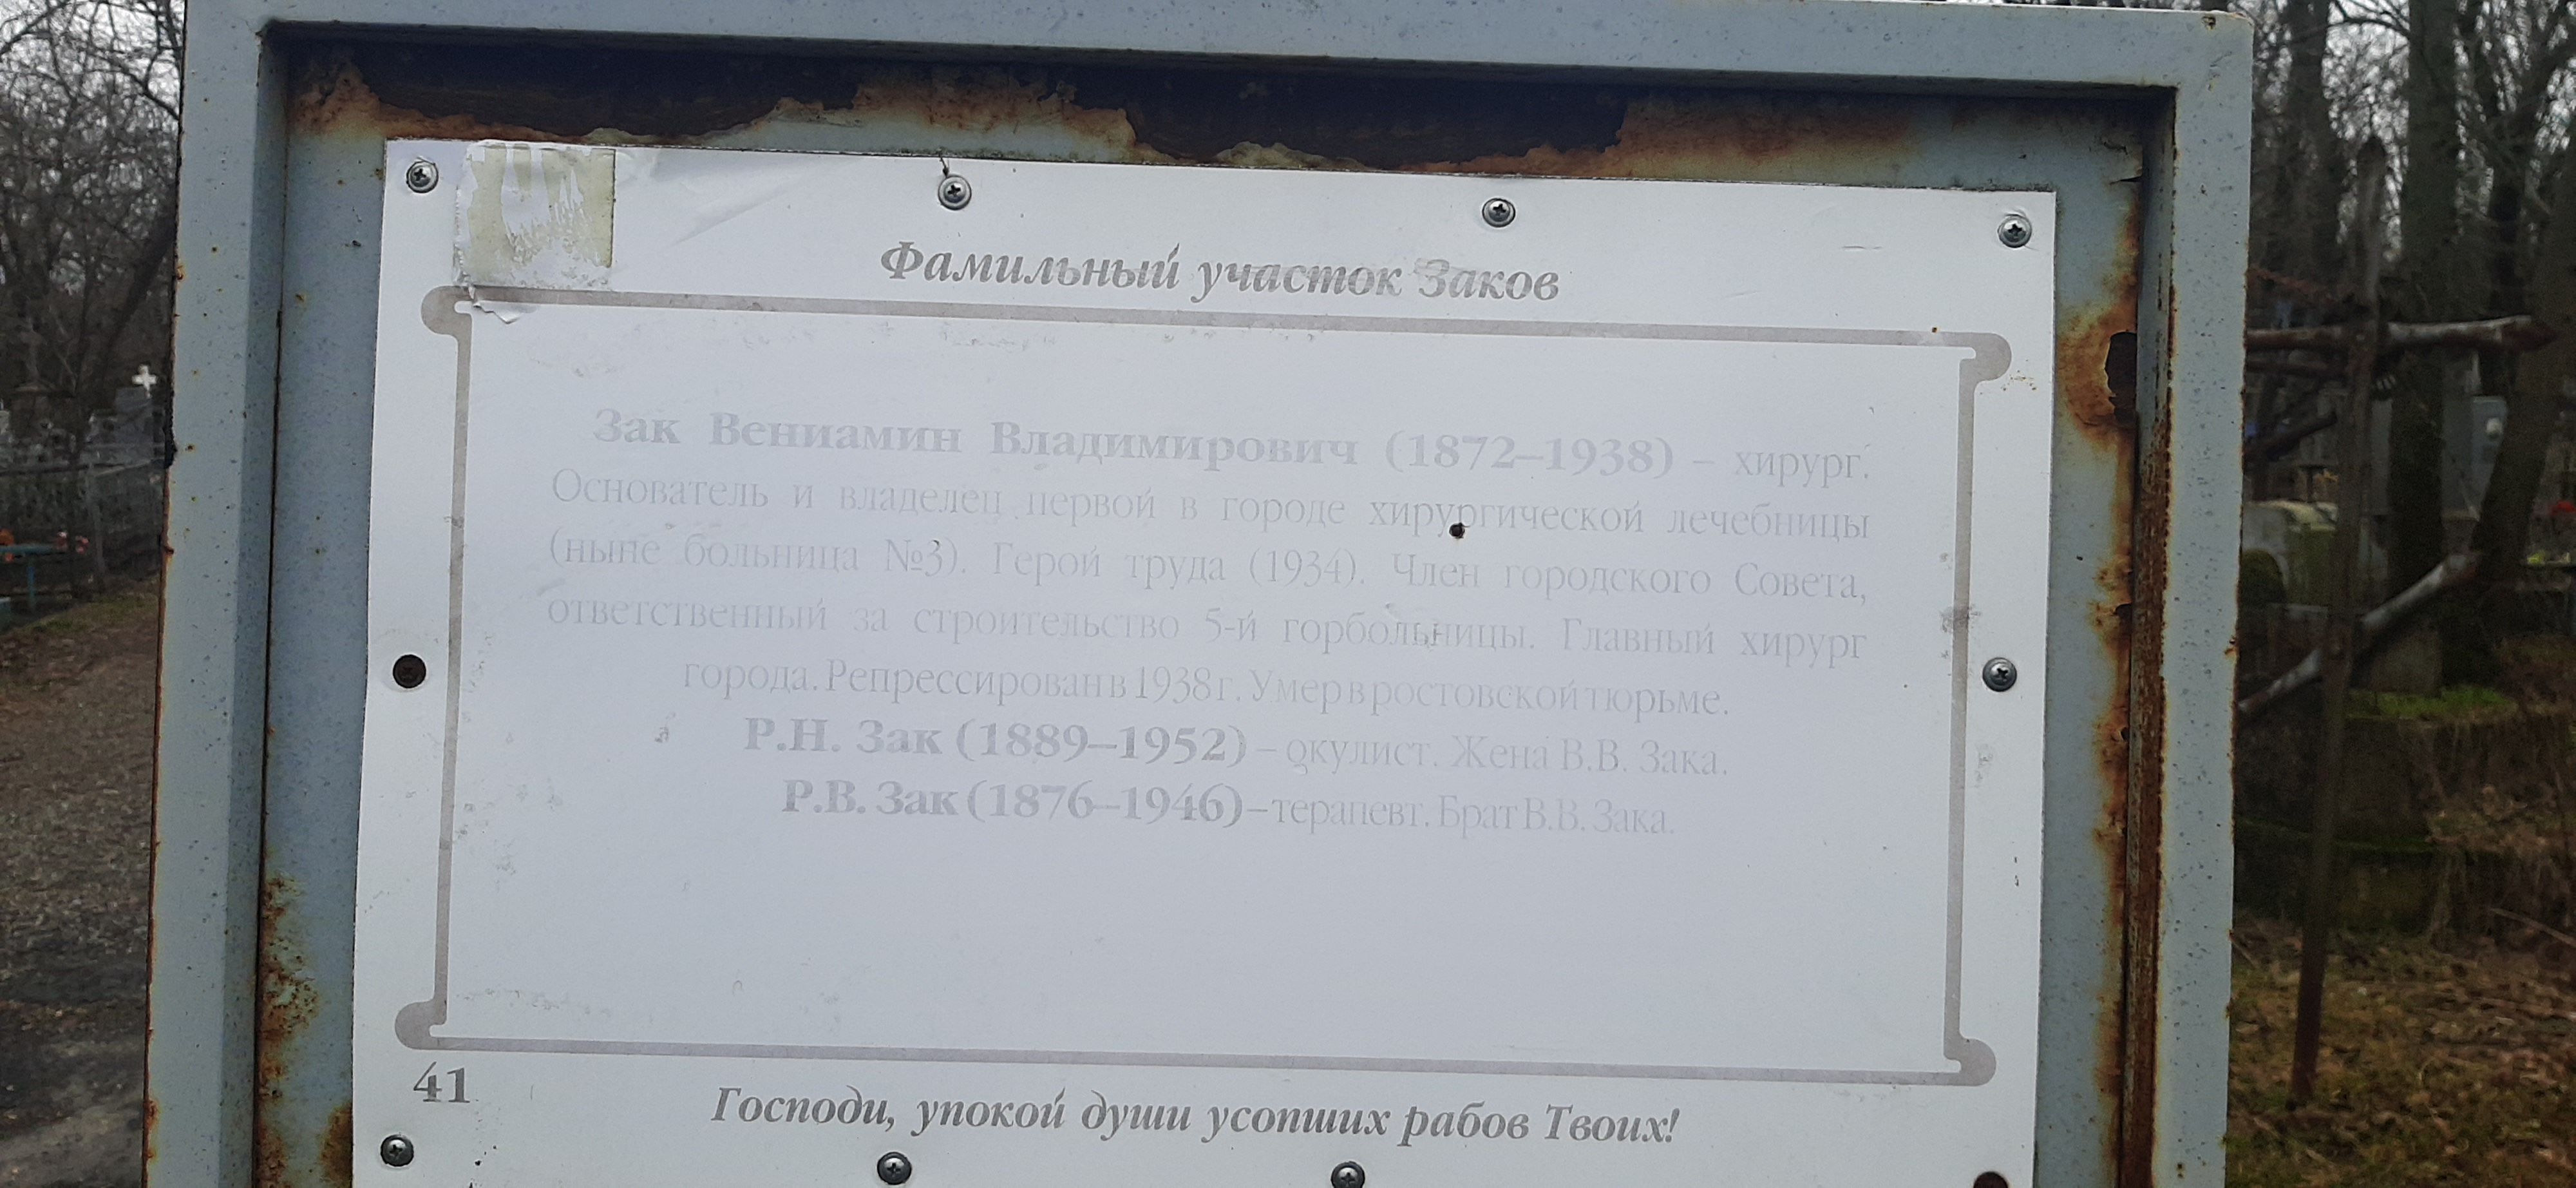 Фамильный участок Заков
Зак Вениамин Владимирович (1872–1938) – хирург.
Основатель и владелец первой в городе хирургической лечебницы
(ныне больница №3). Герой труда (1934). Член городского Совета,
ответственный за строительство 5-й горбольницы. Главный хирург
города. Репрессирован в 1938 г. Умер в ростовской тюрьме.
Р.Н. Зак (1889–1952) – окулист. Жена В.В. Зака.
Р.В. Зак (1876–1946) – терапевт. Брат В.В. Зака.
41
Господи, упокой души усопших рабов Твоих!